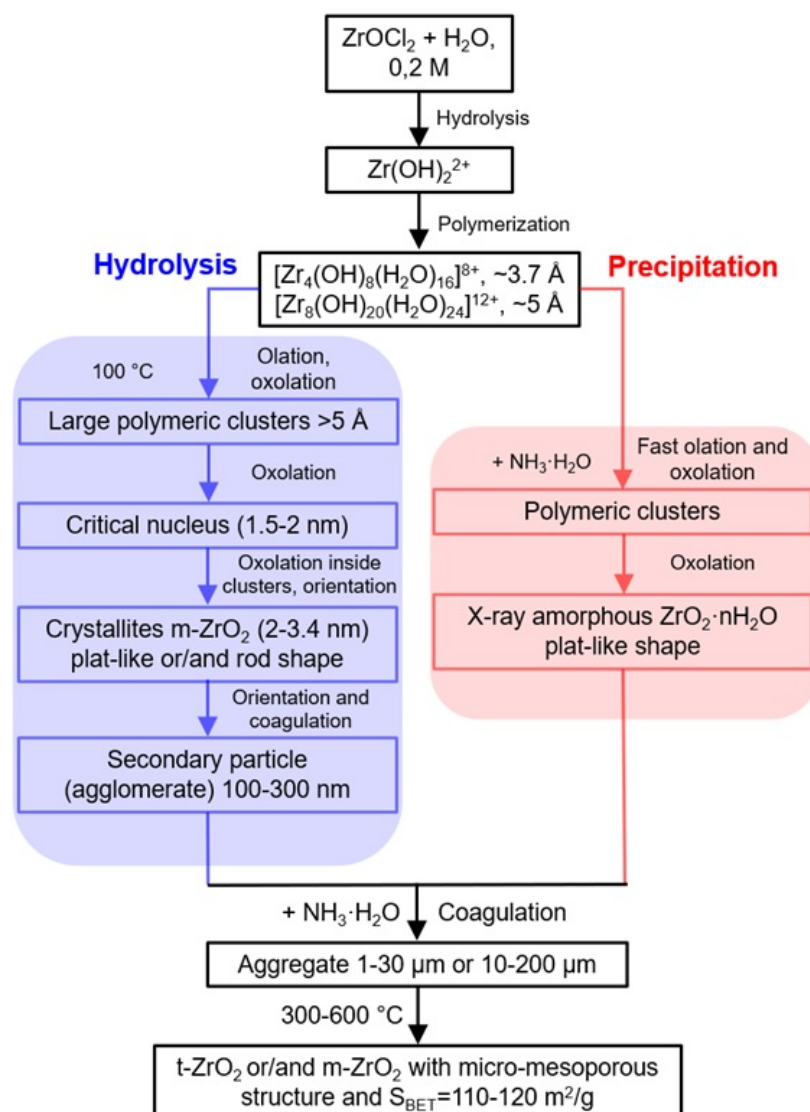 ZrOCl₂ + H₂O,
0,2 M
Hydrolysis
Zr(OH)₂²⁺
Polymerization
Hydrolysis
Precipitation
[Zr₄(OH)₈(H₂O)₁₆]⁸⁺, ~3.7 Å
[Zr₈(OH)₂₀(H₂O)₂₄]¹²⁺, ~5 Å
100 °C
Olation,
oxolation
Large polymeric clusters >5 Å
Oxolation
Critical nucleus (1.5-2 nm)
Oxolation inside
clusters, orientation
Crystallites m-ZrO₂ (2-3.4 nm)
plat-like or/and rod shape
Orientation and
coagulation
Secondary particle
(agglomerate) 100-300 nm
+ NH₃·H₂O
Fast olation and
oxolation
Polymeric clusters
Oxolation
X-ray amorphous ZrO₂·nH₂O
plat-like shape
+ NH₃·H₂O
Coagulation
Aggregate 1-30 µm or 10-200 µm
300-600 °C
t-ZrO₂ or/and m-ZrO₂ with micro-mesoporous
structure and S_BET=110-120 m²/g